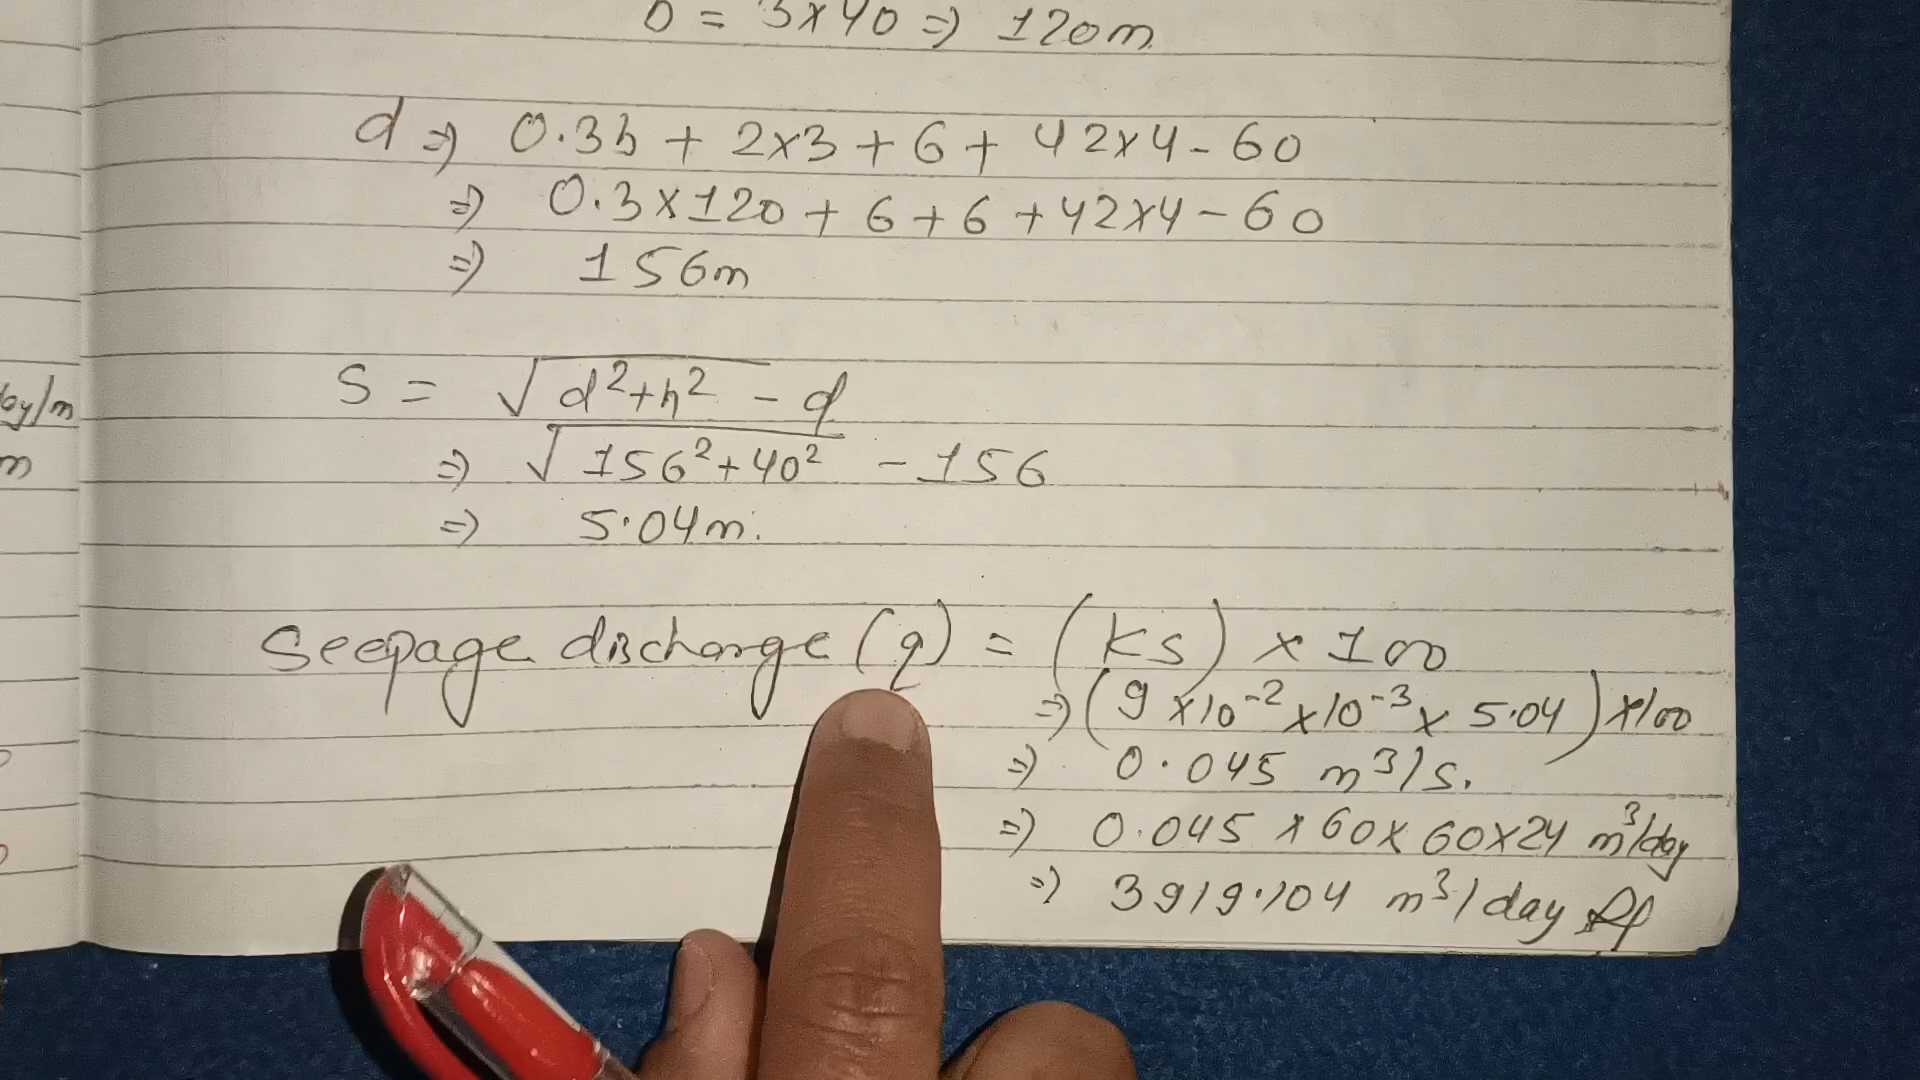 b = 3x40 => 120m
d => 0.3b + 2x3 + 6 + 42x4 - 60
=> 0.3x120 + 6 + 6 + 42x4 - 60
=> 156m
S = √d²+h² - d
=> √156²+40² - 156
=> 5.04m.
Seepage discharge (q) = (KS) x 100
=> (9 x10⁻² x10⁻³ x 5.04) x100
=> 0.045 m³/s.
=> 0.045 x 60x 60x24 m³/day
=> 3919.104 m³/day
ay/m
m